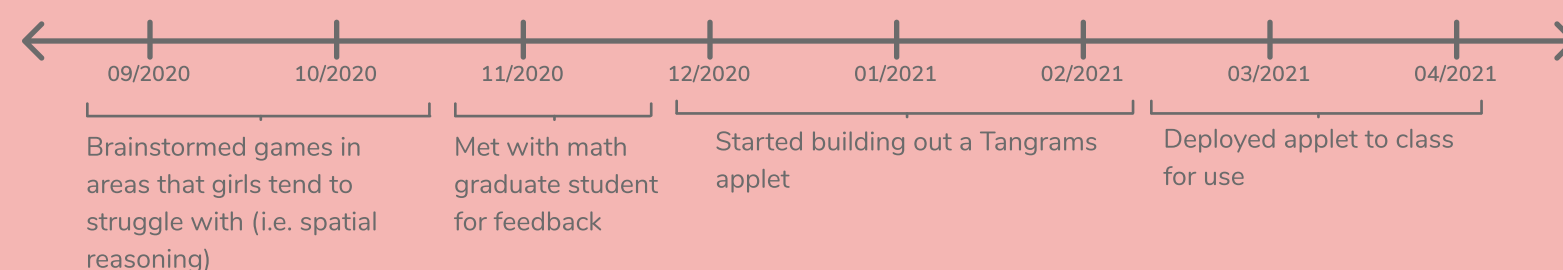 09/2020 10/2020 11/2020 12/2020 01/2021 02/2021 03/2021 04/2021
Brainstormed games in
areas that girls tend to
struggle with (i.e. spatial
reasoning)
Met with math
graduate student
for feedback
Started building out a Tangrams
applet
Deployed applet to class
for use